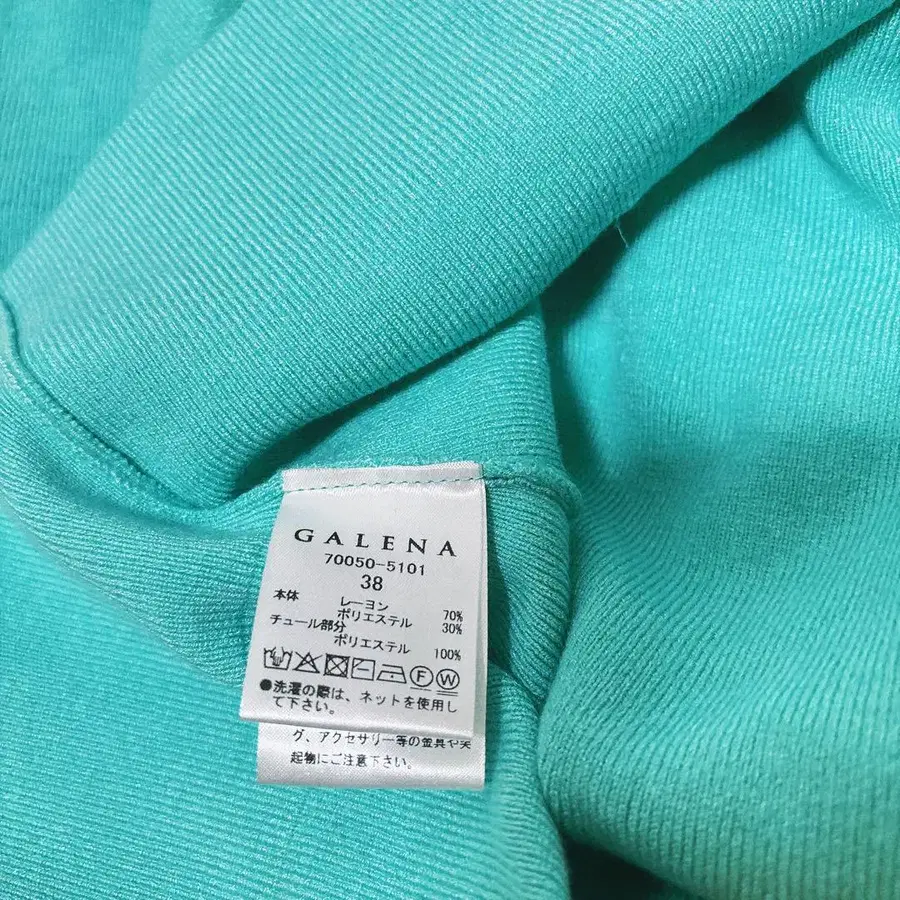 GALENA
70050-5101
38
本体 レーヨン 70%
ポリエステル 30%
チュール部分
ポリエステル 100%
F W
●洗濯の際は、ネットを使用し
て下さい。
グ、アクセサリー等の金具や突
起物にご注意下さい。